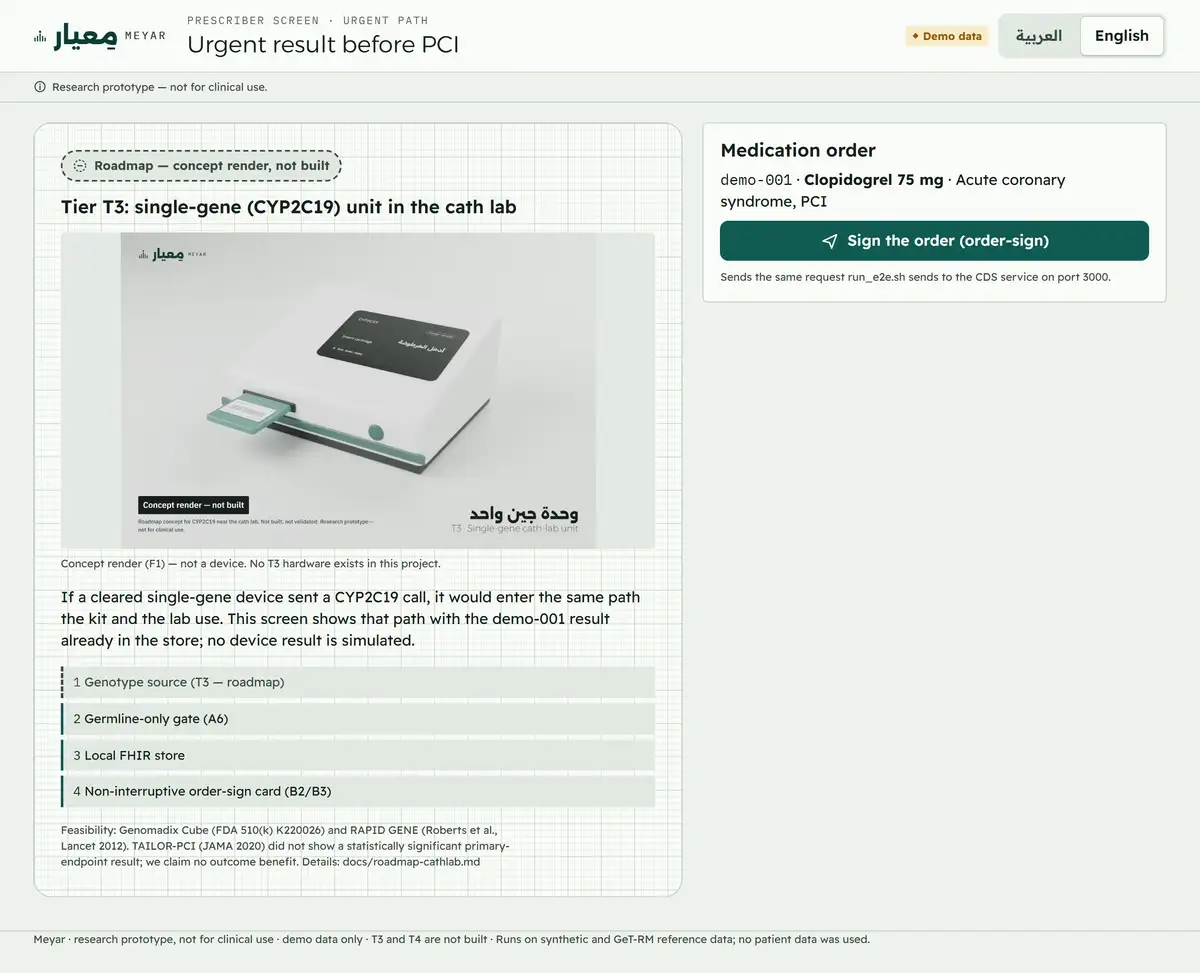 معيار MEYAR
PRESCRIBER SCREEN · URGENT PATH
Urgent result before PCI
Demo data
العربية
English
Research prototype — not for clinical use.
Roadmap — concept render, not built
Tier T3: single-gene (CYP2C19) unit in the cath lab
معيار MEYAR
CYP2C19
Insert cartridge
أدخل الخرطوشة
Concept render — not built
Roadmap concept for CYP2C19 near the cath lab. Not built, not validated. Research prototype—
not for clinical use.
وحدة جين واحد
T3 · Single-gene cath-lab unit
Concept render (F1) — not a device. No T3 hardware exists in this project.
If a cleared single-gene device sent a CYP2C19 call, it would enter the same path
the kit and the lab use. This screen shows that path with the demo-001 result
already in the store; no device result is simulated.
1 Genotype source (T3 — roadmap)
2 Germline-only gate (A6)
3 Local FHIR store
4 Non-interruptive order-sign card (B2/B3)
Feasibility: Genomadix Cube (FDA 510(k) K220026) and RAPID GENE (Roberts et al.,
Lancet 2012). TAILOR-PCI (JAMA 2020) did not show a statistically significant primary-
endpoint result; we claim no outcome benefit. Details: docs/roadmap-cathlab.md
Medication order
demo-001 · Clopidogrel 75 mg · Acute coronary
syndrome, PCI
Sign the order (order-sign)
Sends the same request run_e2e.sh sends to the CDS service on port 3000.
Meyar · research prototype, not for clinical use · demo data only · T3 and T4 are not built · Runs on synthetic and GeT-RM reference data; no patient data was used.